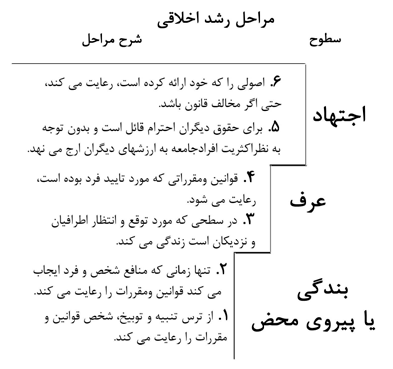 مراحل رشد اخلاقی
سطوح
شرح مراحل
۶. اصولی را که خود ارائه کرده است، رعایت می کند،
حتی اگر مخالف قانون باشد.
۵. برای حقوق دیگران احترام قائل است و بدون توجه
به نظراکثریت افرادجامعه به ارزشهای دیگران ارج می نهد.
اجتهاد
۴. قوانین ومقرراتی که مورد تایید فرد بوده است،
رعایت می شود.
۳. در سطحی که مورد توقع و انتظار اطرافیان
و نزدیکان است زندگی می کند.
عرف
۲. تنها زمانی که منافع شخص و فرد ایجاب
می کند قوانین ومقررات را رعایت می کند.
۱. از ترس تنبیه و توبیخ، شخص قوانین و
مقررات را رعایت می کند.
بندگی
یا پیروی محض